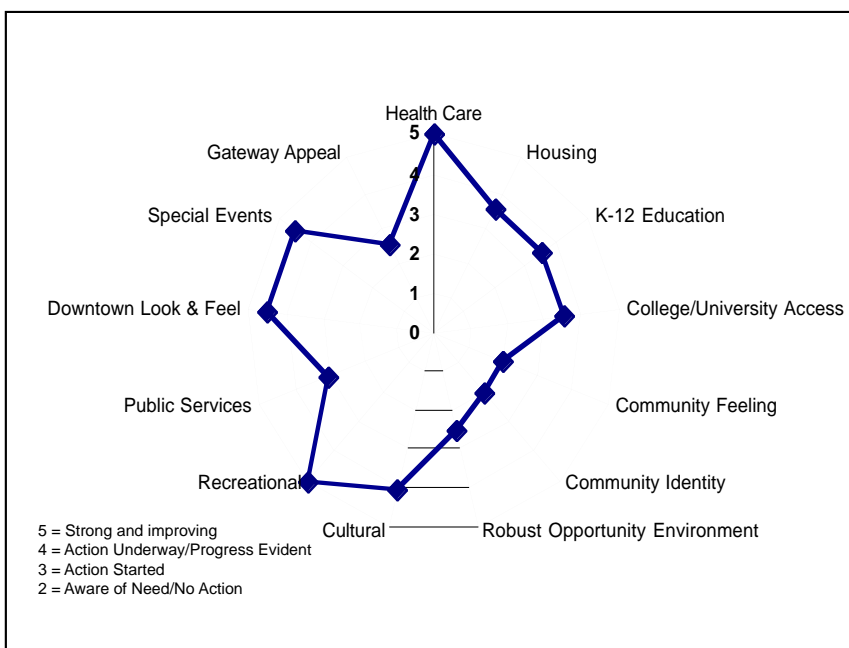 Health Care
5
Gateway Appeal
Housing
4
Special Events
K-12 Education
3
2
Downtown Look & Feel
College/University Access
1
0
Public Services
Community Feeling
Recreational
Community Identity
Cultural
Robust Opportunity Environment
5 = Strong and improving
4 = Action Underway/Progress Evident
3 = Action Started
2 = Aware of Need/No Action